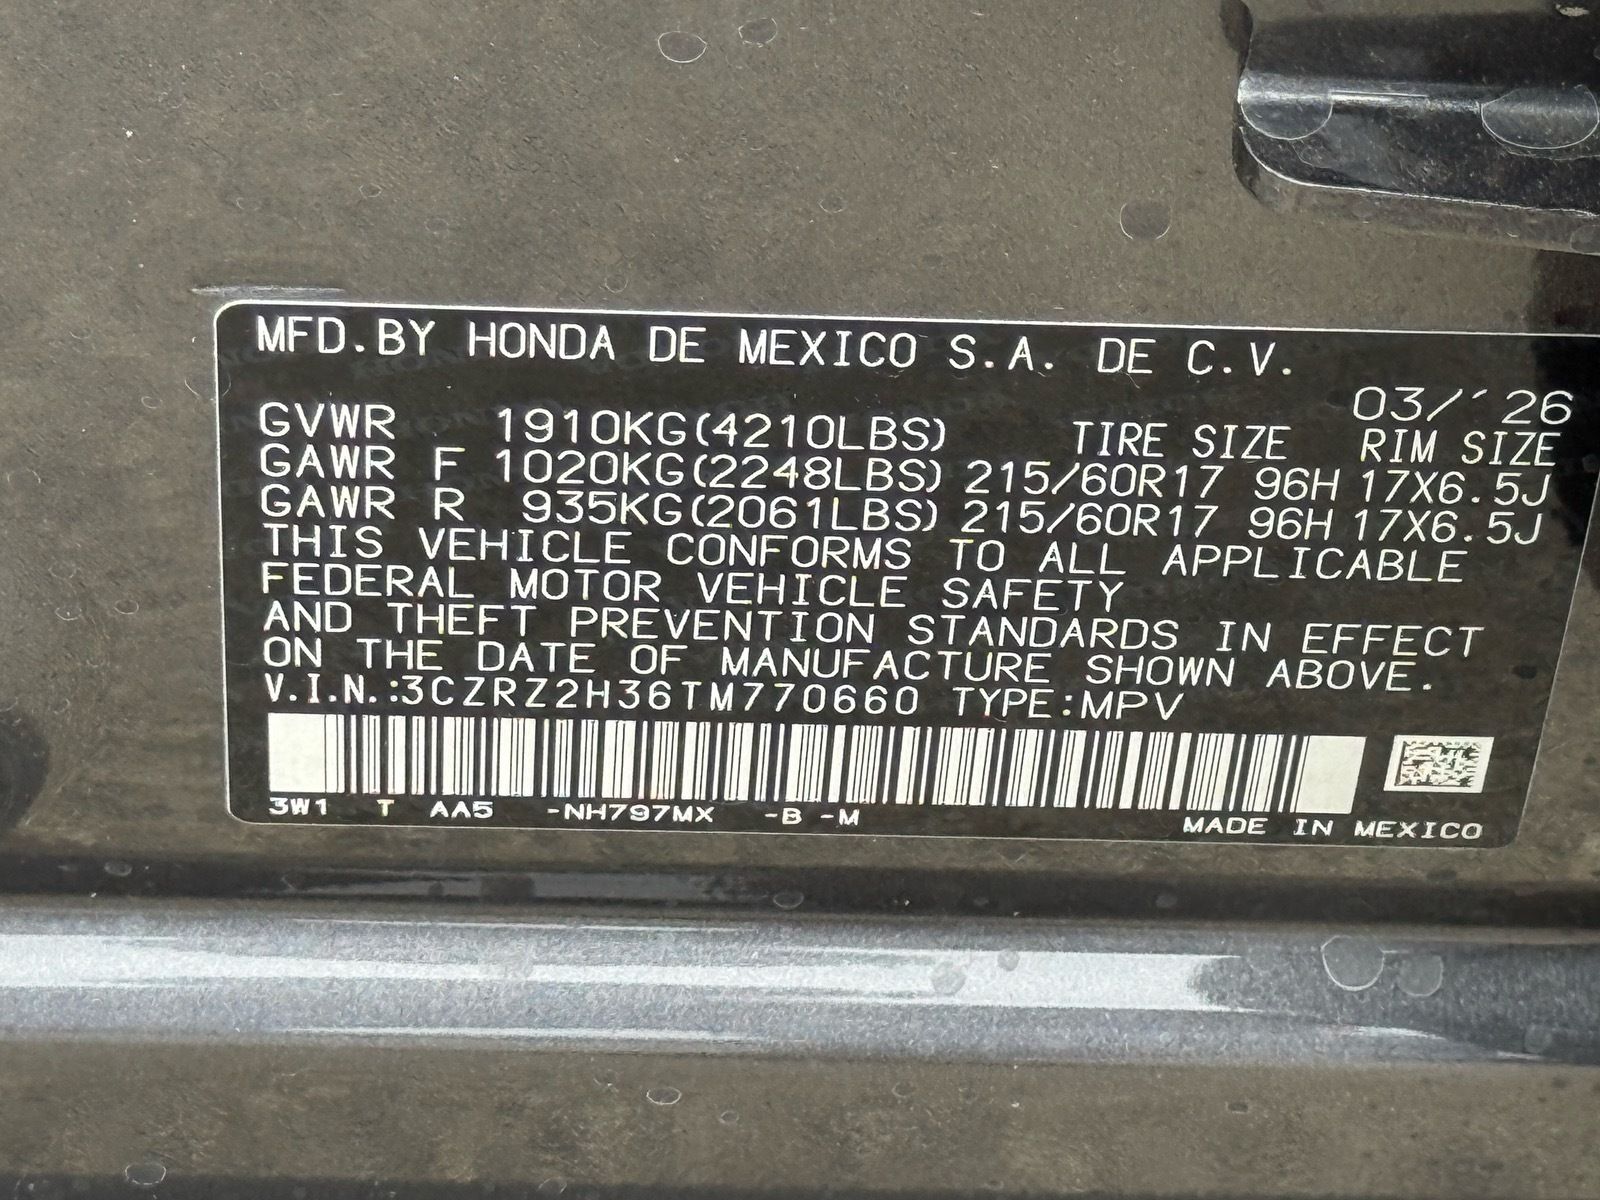 MFD.BY HONDA DE MEXICO S.A. DE C.V.
03/'26
GVWR 1910KG(4210LBS) TIRE SIZE RIM SIZE
GAWR F 1020KG(2248LBS) 215/60R17 96H 17X6.5J
GAWR R 935KG(2061LBS) 215/60R17 96H 17X6.5J
THIS VEHICLE CONFORMS TO ALL APPLICABLE
FEDERAL MOTOR VEHICLE SAFETY
AND THEFT PREVENTION STANDARDS IN EFFECT
ON THE DATE OF MANUFACTURE SHOWN ABOVE.
V.I.N.:3CZRZ2H36TM770660 TYPE:MPV
3W1 T AA5 -NH797MX -B -M
MADE IN MEXICO